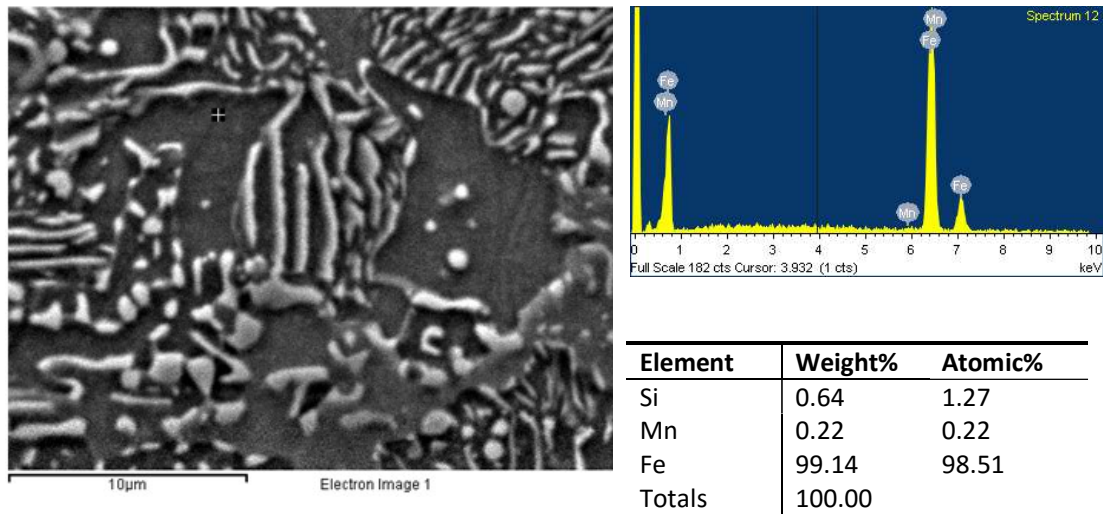 Spectrum 12
Mn
Fe
Fe
Mn
Fe
Mn
1 2 3 4 5 6 7 8 9 10
Full Scale 182 cts Cursor: 3.932 (1 cts)
keV
10µm
Electron Image 1
Element Weight% Atomic%
Si 0.64 1.27
Mn 0.22 0.22
Fe 99.14 98.51
Totals 100.00